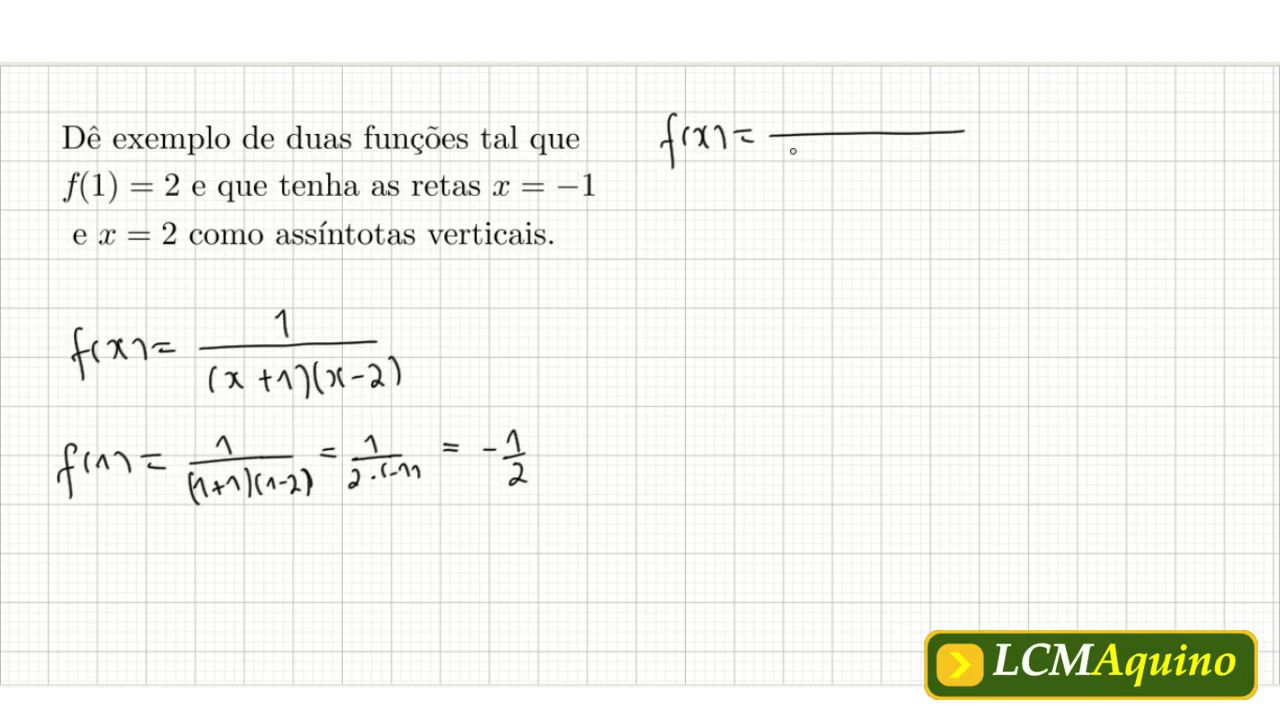 Dê exemplo de duas funções tal que
f(1) = 2 e que tenha as retas x = −1
e x = 2 como assíntotas verticais.
f(x) = 1 / (x+1)(x-2)
f(1) = 1 / (1+1)(1-2) = 1 / 2·(-1) = - 1/2
f(x) =
LCMAquino